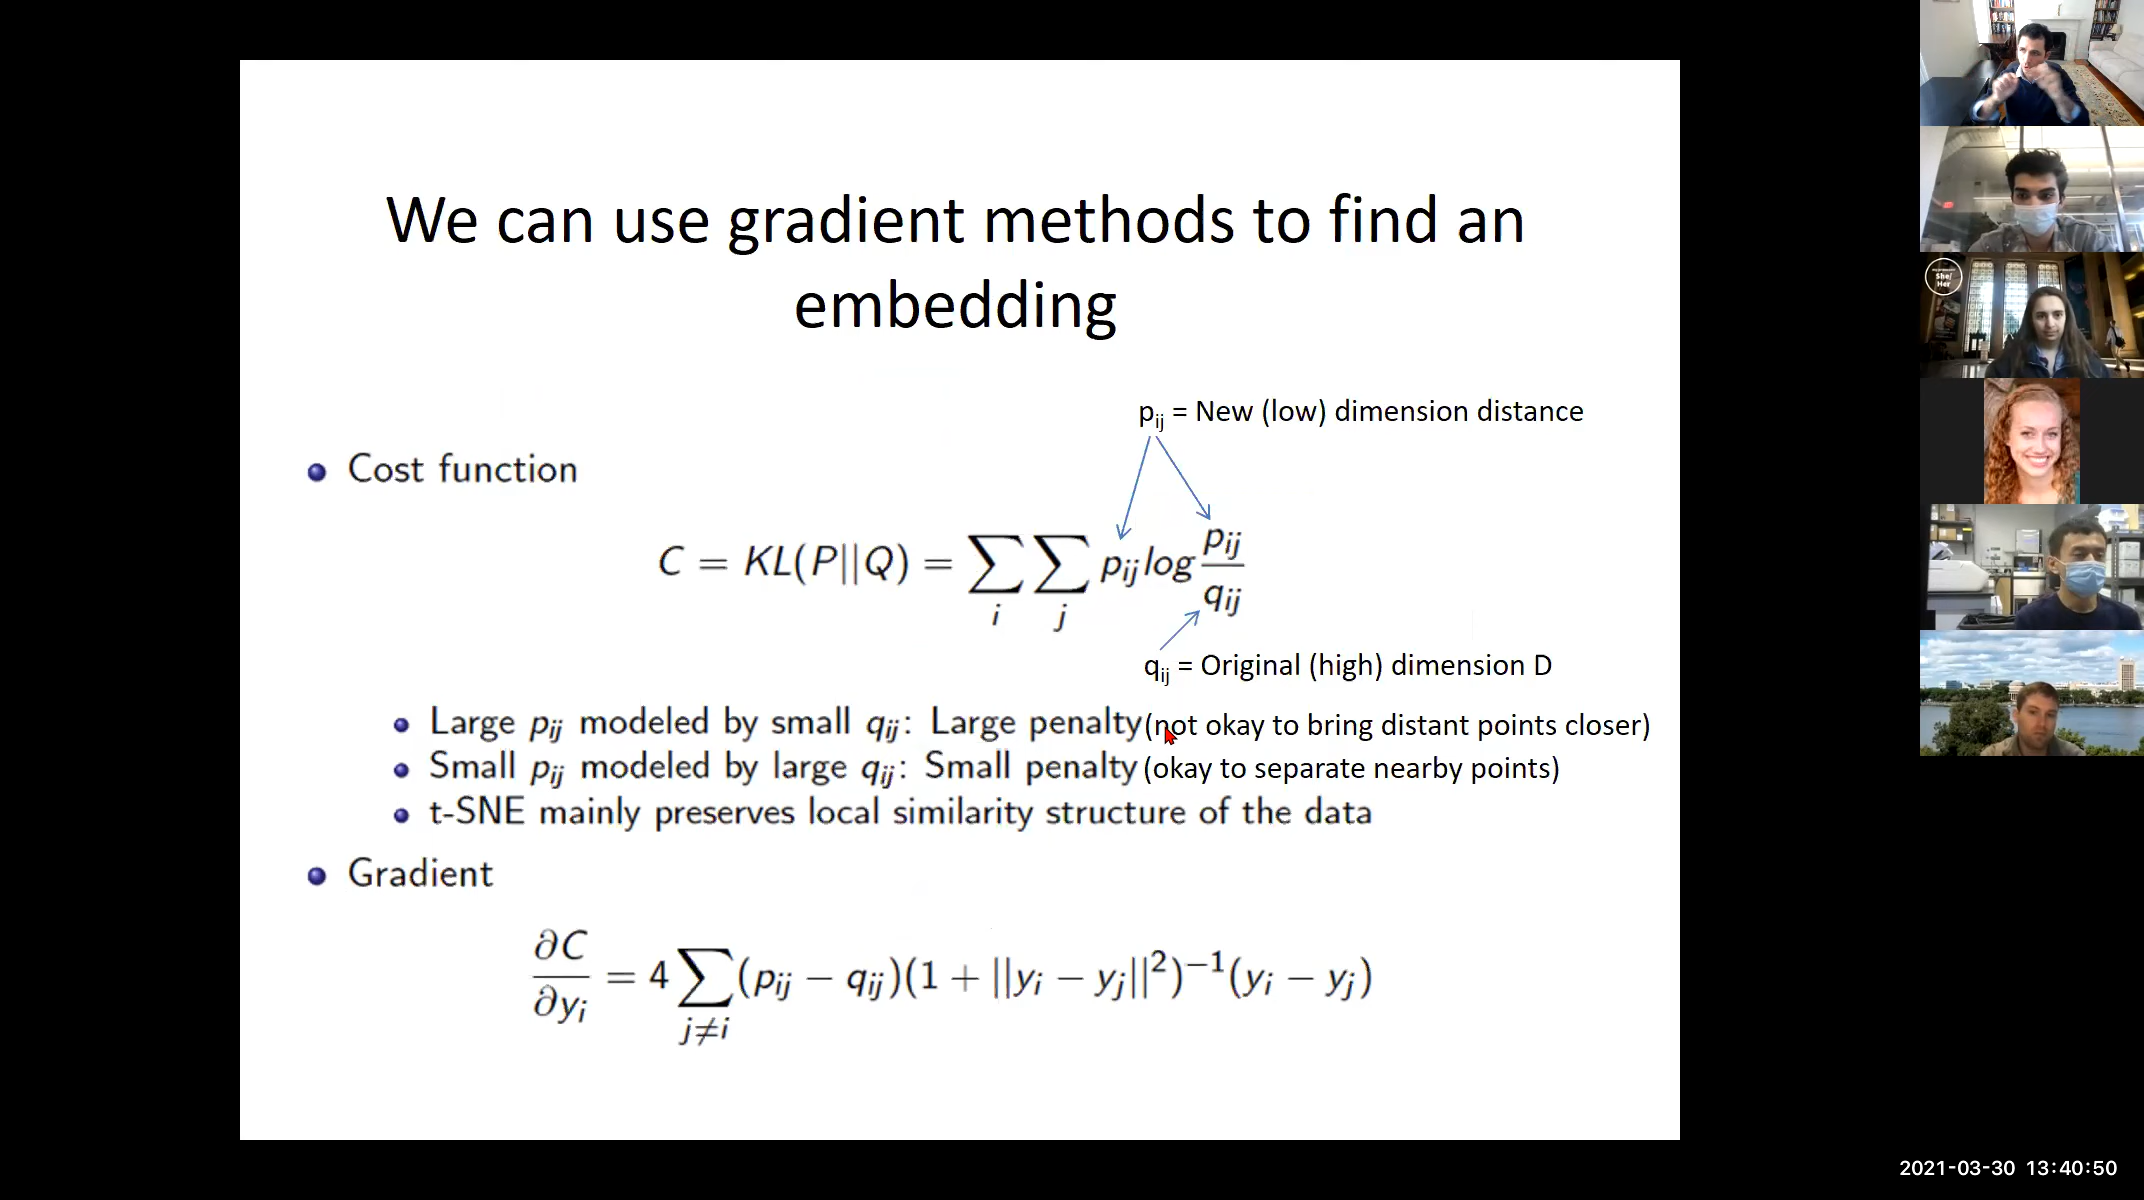 We can use gradient methods to find an
embedding
p_ij = New (low) dimension distance
Cost function
C = KL(P||Q) = ∑_i ∑_j p_ij log p_ij / q_ij
q_ij = Original (high) dimension D
Large p_ij modeled by small q_ij: Large penalty (not okay to bring distant points closer)
Small p_ij modeled by large q_ij: Small penalty (okay to separate nearby points)
t-SNE mainly preserves local similarity structure of the data
Gradient
∂C/∂y_i = 4 ∑_{j≠i} (p_ij − q_ij)(1 + ||y_i − y_j||²)⁻¹(y_i − y_j)
She/
Her
2021-03-30 13:40:50